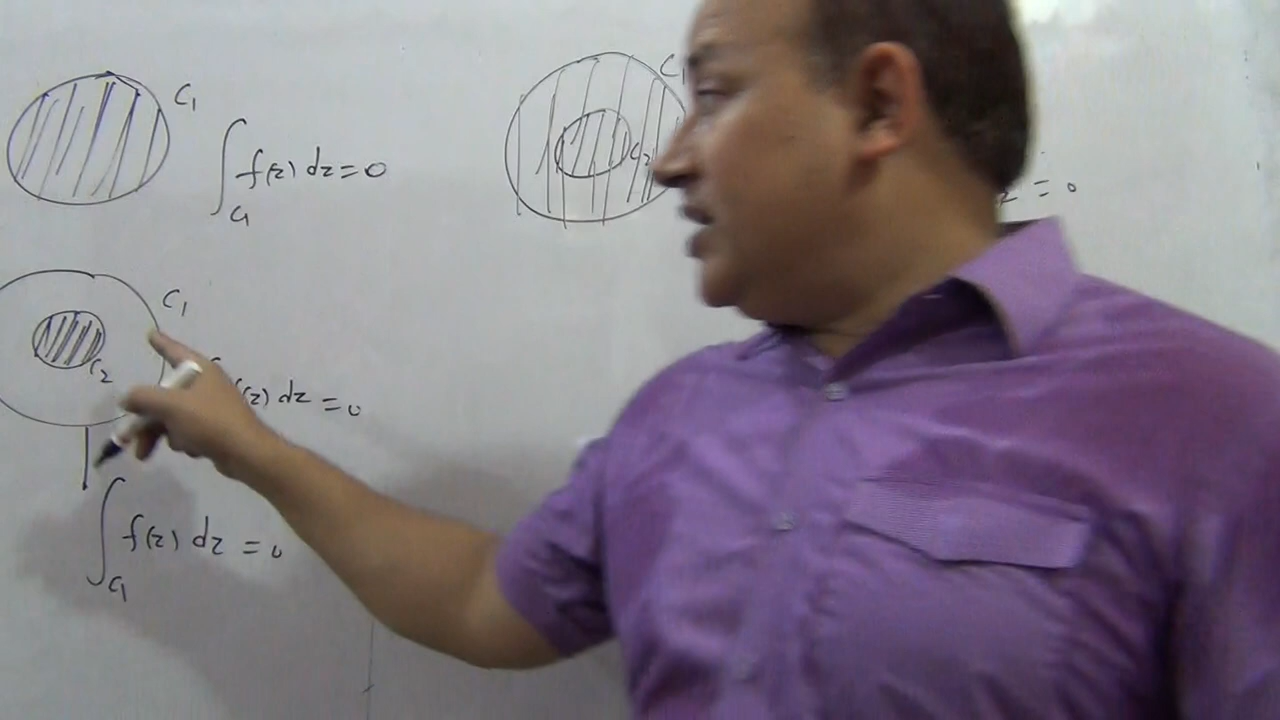 C₁
∫ f(z) dz = 0
C₁
C₁
C₂
z = 0
C₁
C₂
(z) dz = 0
∫ f(z) dz = 0
C₁